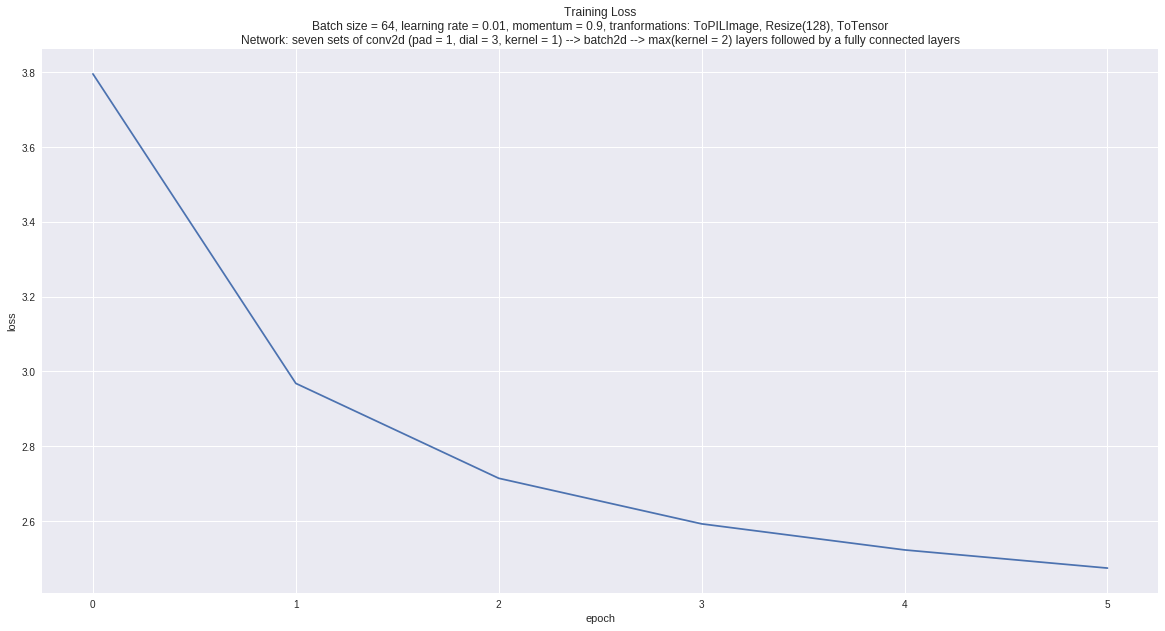 Training Loss
Batch size = 64, learning rate = 0.01, momentum = 0.9, tranformations: ToPILImage, Resize(128), ToTensor
Network: seven sets of conv2d (pad = 1, dial = 3, kernel = 1) --> batch2d --> max(kernel = 2) layers followed by a fully connected layers
3.8
3.6
3.4
3.2
3.0
2.8
2.6
loss
0 1 2 3 4 5
epoch